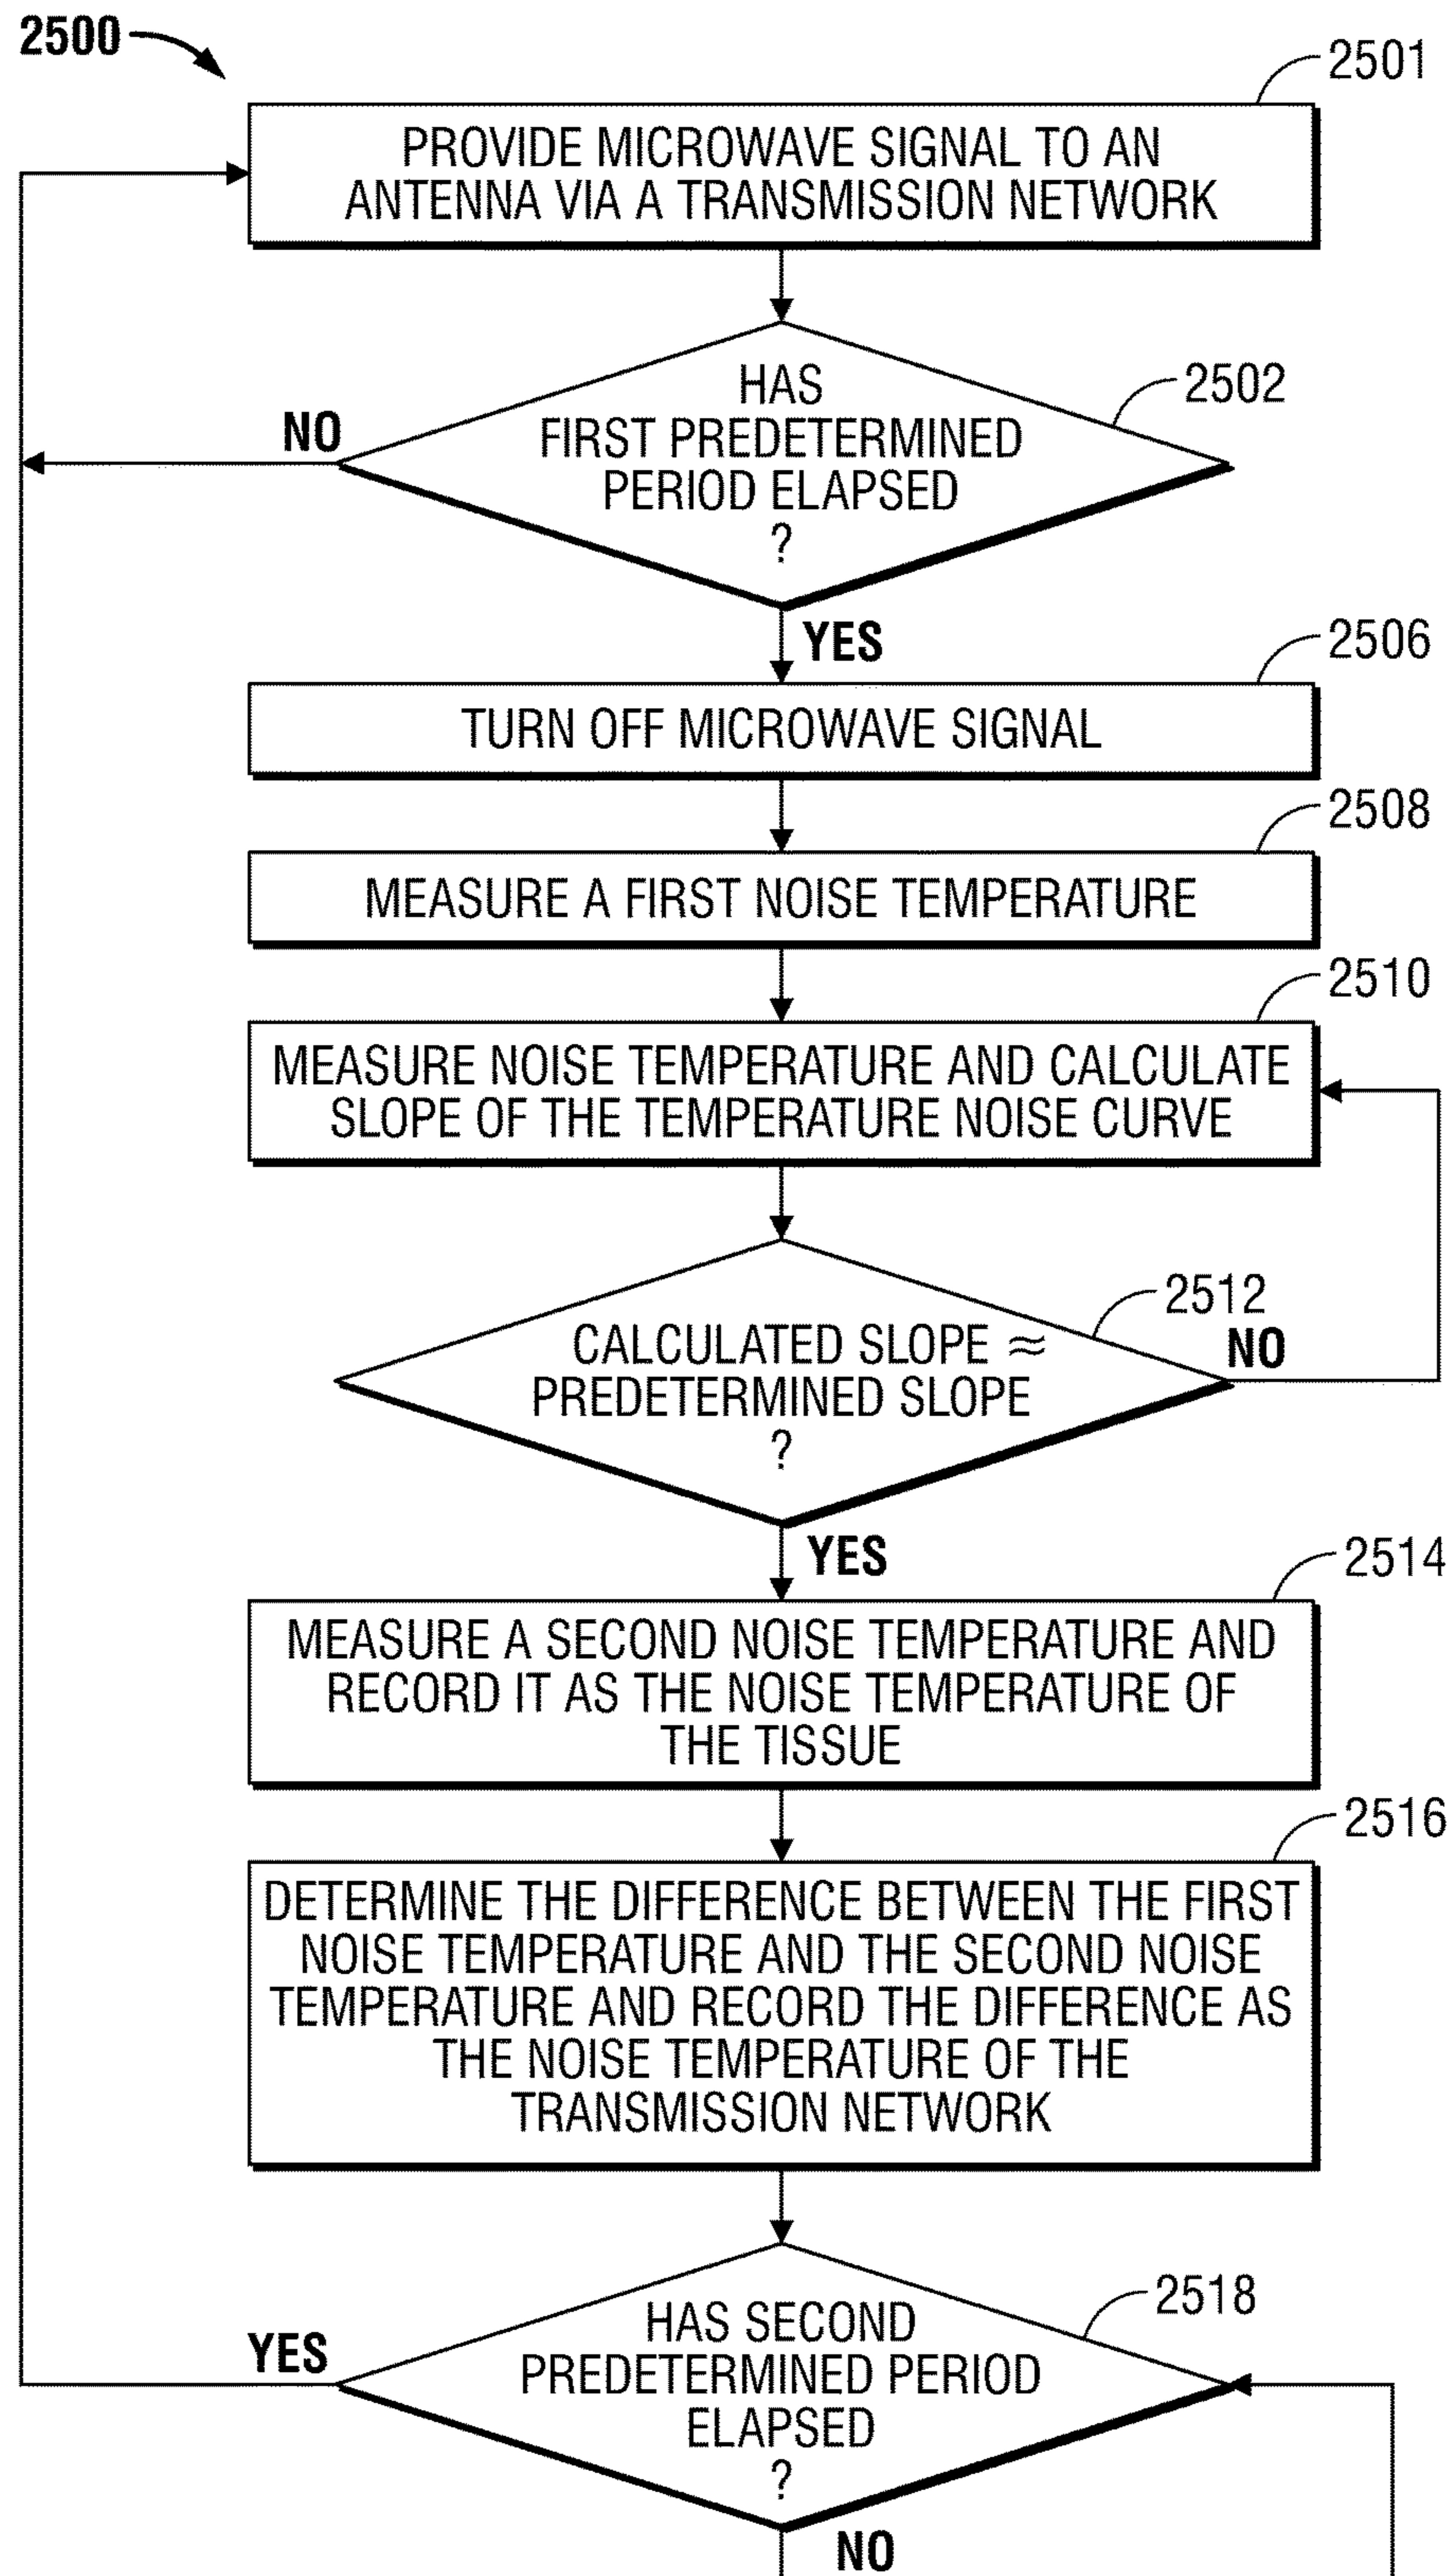 2500
2501
PROVIDE MICROWAVE SIGNAL TO AN
ANTENNA VIA A TRANSMISSION NETWORK
2502
HAS
FIRST PREDETERMINED
PERIOD ELAPSED
?
NO
YES
2506
TURN OFF MICROWAVE SIGNAL
2508
MEASURE A FIRST NOISE TEMPERATURE
2510
MEASURE NOISE TEMPERATURE AND CALCULATE
SLOPE OF THE TEMPERATURE NOISE CURVE
2512
CALCULATED SLOPE ≈
PREDETERMINED SLOPE
?
NO
YES
2514
MEASURE A SECOND NOISE TEMPERATURE AND
RECORD IT AS THE NOISE TEMPERATURE OF
THE TISSUE
2516
DETERMINE THE DIFFERENCE BETWEEN THE FIRST
NOISE TEMPERATURE AND THE SECOND NOISE
TEMPERATURE AND RECORD THE DIFFERENCE AS
THE NOISE TEMPERATURE OF THE
TRANSMISSION NETWORK
2518
HAS SECOND
PREDETERMINED PERIOD
ELAPSED
?
YES
NO